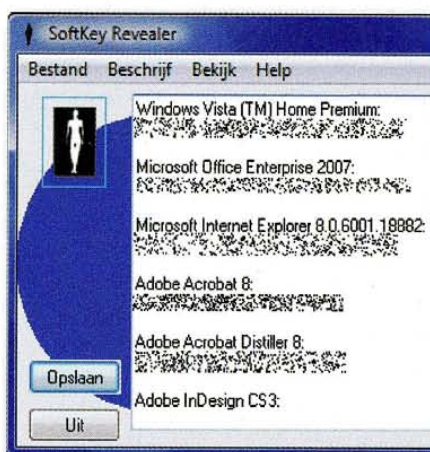 SoftKey Revealer
Bestand Beschrijf Bekijk Help
Windows Vista (TM) Home Premium:
Microsoft Office Enterprise 2007:
Microsoft Internet Explorer 8.0.6001.18882:
Adobe Acrobat 8:
Adobe Acrobat Distiller 8:
Adobe InDesign CS3:
Opslaan
Uit